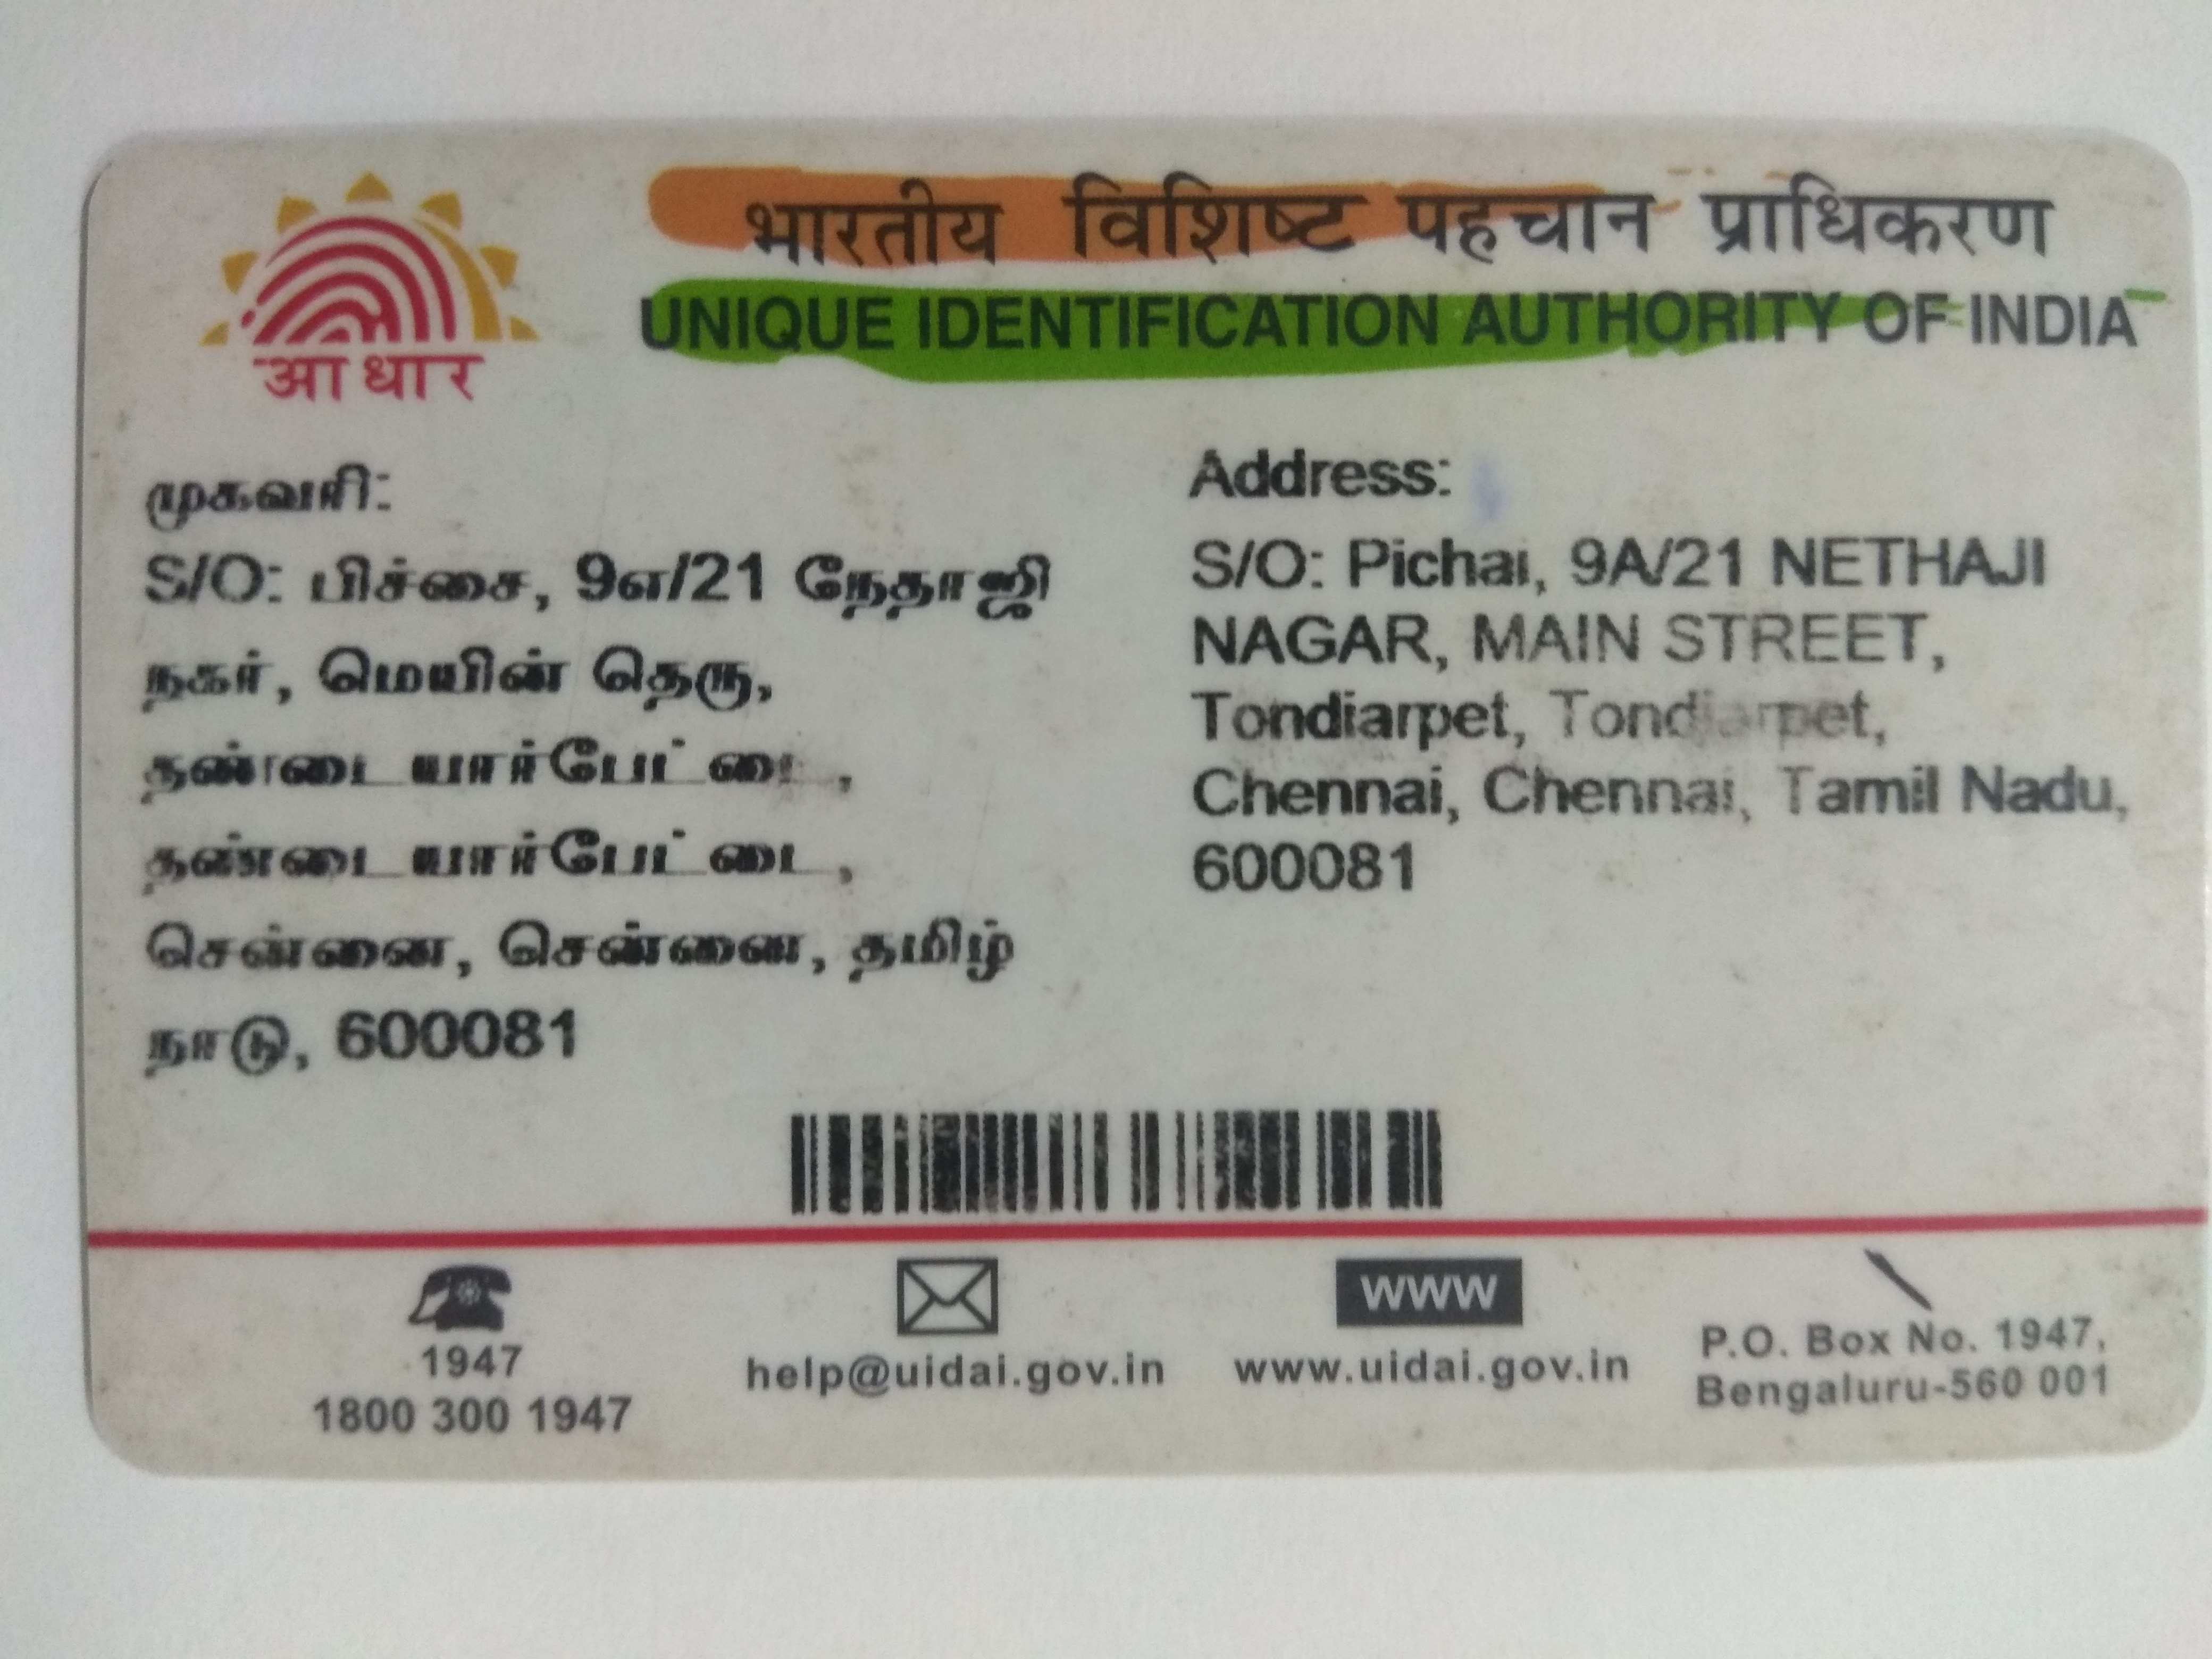 भारतीय विशिष्ट पहचान प्राधिकरण
UNIQUE IDENTIFICATION AUTHORITY OF INDIA
आधार
முகவரி:
S/O: பிச்சை, 9எ/21 நேதாஜி
நகர், மெயின் தெரு,
தண்டையார்பேட்டை,
தண்டையார்பேட்டை,
சென்னை, சென்னை, தமிழ்
நாடு, 600081
Address:
S/O: Pichai, 9A/21 NETHAJI
NAGAR, MAIN STREET,
Tondiarpet, Tondiarpet,
Chennai, Chennai, Tamil Nadu,
600081
1947
1800 300 1947
help@uidai.gov.in
WWW
www.uidai.gov.in
P.O. Box No. 1947,
Bengaluru-560 001